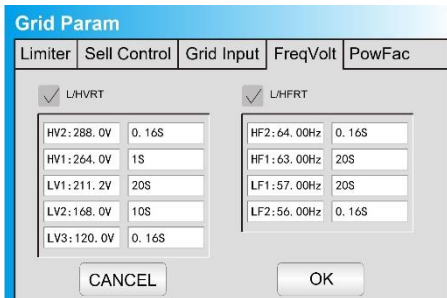 Grid Param
Limiter Sell Control Grid Input FreqVolt PowFac
L/HVRT
HV2:288.0V 0.16S
HV1:264.0V 1S
LV1:211.2V 20S
LV2:168.0V 10S
LV3:120.0V 0.16S
L/HFRT
HF2:64.00Hz 0.16S
HF1:63.00Hz 20S
LF1:57.00Hz 20S
LF2:56.00Hz 0.16S
CANCEL OK